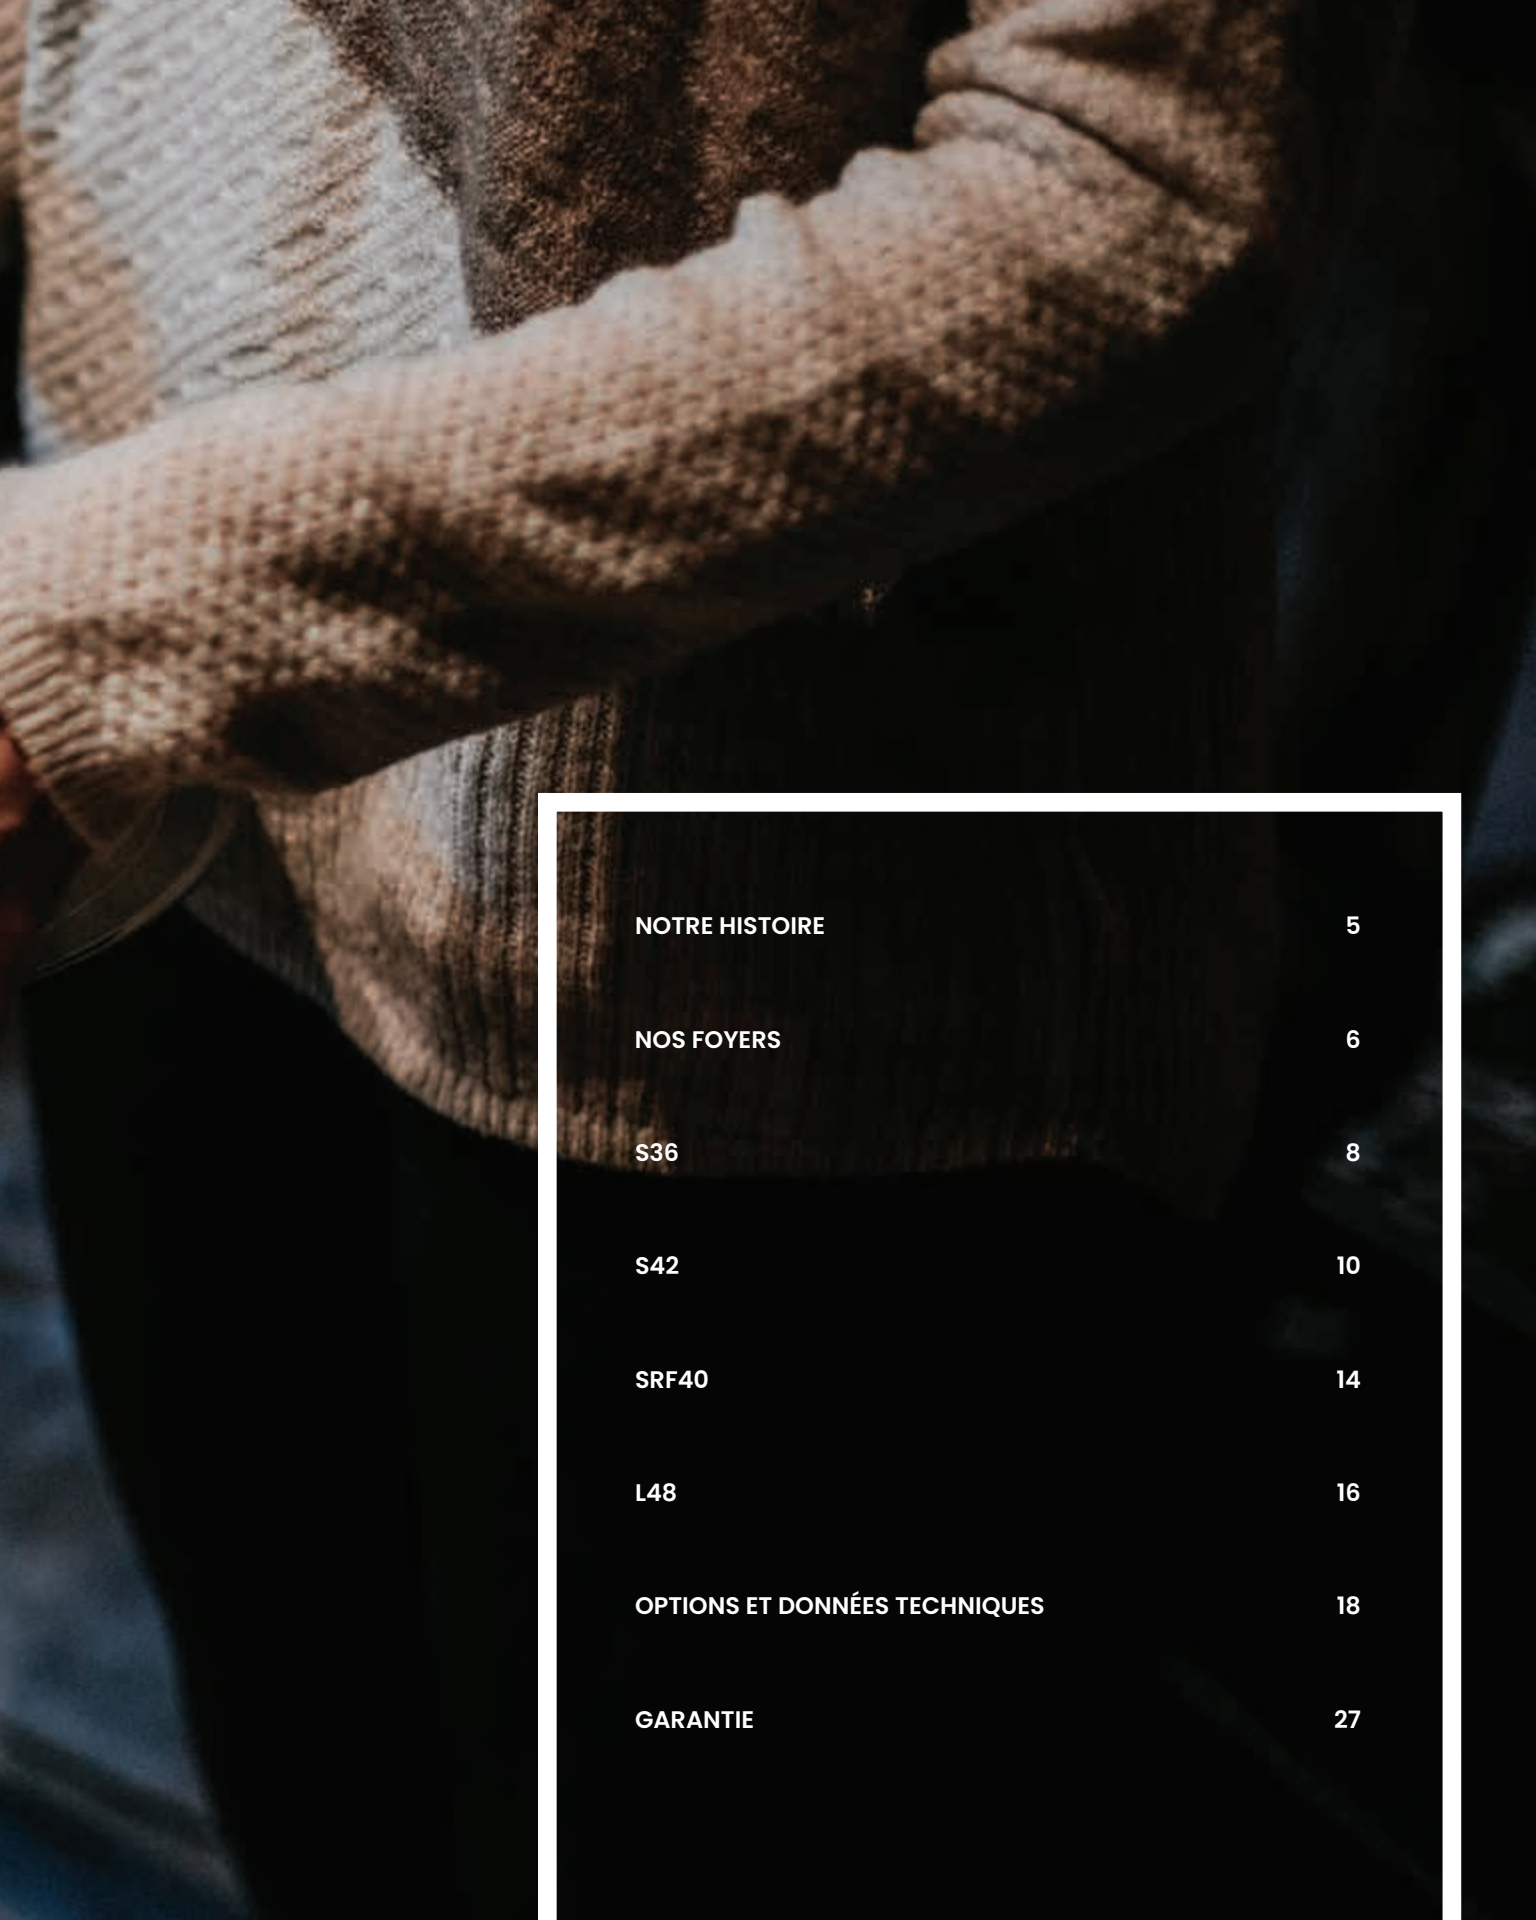 NOTRE HISTOIRE 5
NOS FOYERS 6
S36 8
S42 10
SRF40 14
L48 16
OPTIONS ET DONNÉES TECHNIQUES 18
GARANTIE 27